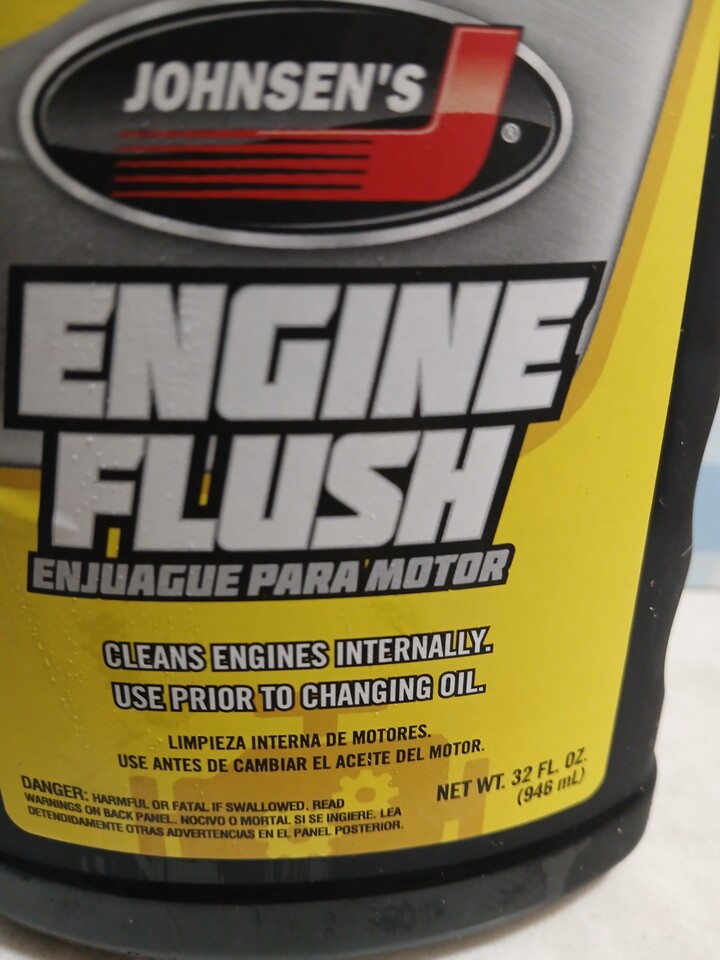 JOHNSEN'S
®
ENGINE
FLUSH
ENJUAGUE PARA MOTOR
CLEANS ENGINES INTERNALLY.
USE PRIOR TO CHANGING OIL.
LIMPIEZA INTERNA DE MOTORES.
USE ANTES DE CAMBIAR EL ACEITE DEL MOTOR.
DANGER: HARMFUL OR FATAL IF SWALLOWED. READ
WARNINGS ON BACK PANEL. NOCIVO O MORTAL SI SE INGIERE. LEA
DETENDIDAMENTE OTRAS ADVERTENCIAS EN EL PANEL POSTERIOR.
NET WT. 32 FL. OZ.
(946 mL)